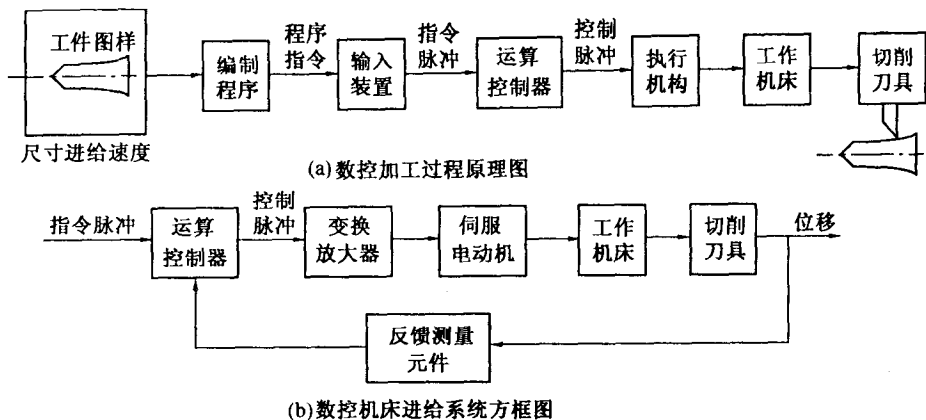 工件图样
尺寸进给速度
编制
程序
程序
指令
输入
装置
指令
脉冲
运算
控制器
控制
脉冲
执行
机构
工作
机床
切削
刀具
(a)数控加工过程原理图
指令脉冲
运算
控制器
控制
脉冲
变换
放大器
伺服
电动机
工作
机床
切削
刀具
位移
反馈测量
元件
(b)数控机床进给系统方框图